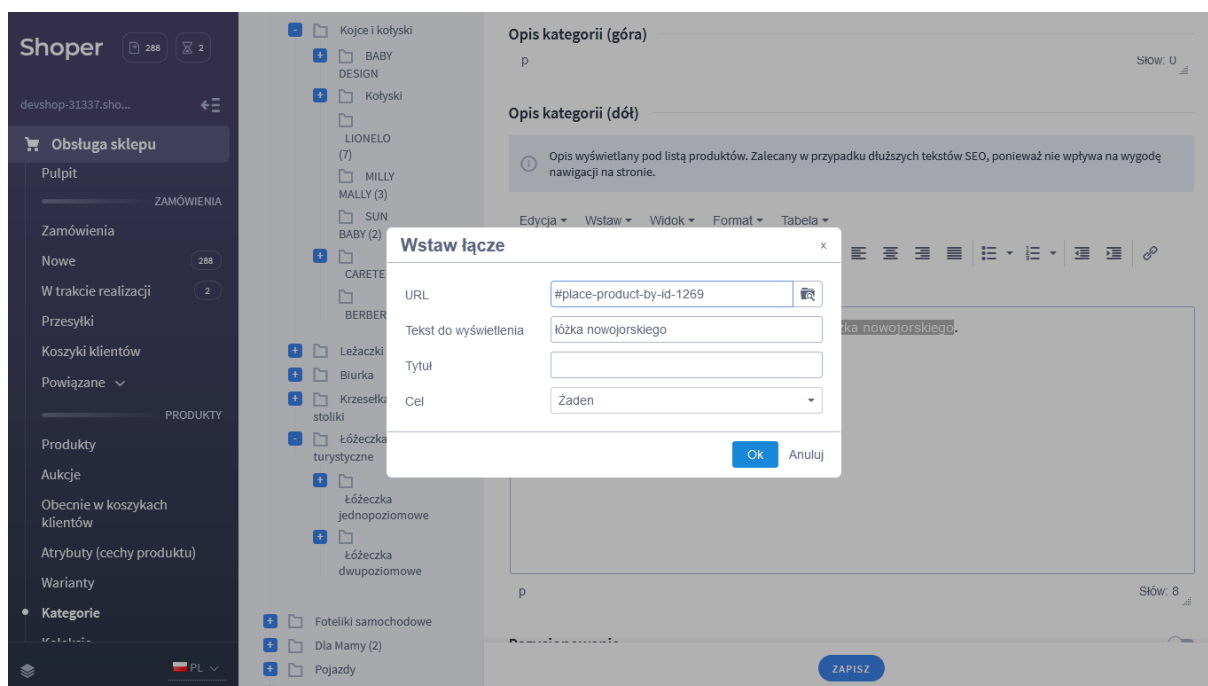 Shoper
288
2
devshop-31337.sho...
Obsługa sklepu
Pulpit
ZAMÓWIENIA
Zamówienia
Nowe
288
W trakcie realizacji
2
Przesyłki
Koszyki klientów
Powiązane
PRODUKTY
Produkty
Aukcje
Obecnie w koszykach
klientów
Atrybuty (cechy produktu)
Warianty
Kategorie
PL
Kojce i kołyski
BABY
DESIGN
Kołyski
LIONELO
(7)
MILLY
MALLY (3)
SUN
BABY (2)
CARETE
BERBER
Leżaczki
Biurka
Krzesełka
stoliki
Łóżeczka
turystyczne
Łóżeczka
jednopoziomowe
Łóżeczka
dwupoziomowe
Foteliki samochodowe
Dla Mamy (2)
Pojazdy
Opis kategorii (góra)
p
Słów: 0
Opis kategorii (dół)
Opis wyświetlany pod listą produktów. Zalecany w przypadku dłuższych tekstów SEO, ponieważ nie wpływa na wygodę
nawigacji na stronie.
Edycja Wstaw Widok Format Tabela
nowojorskiego.
Wstaw łącze
x
URL
#place-product-by-id-1269
Tekst do wyświetlenia
łóżka nowojorskiego
Tytuł
Cel
Żaden
Ok
Anuluj
p
Słów: 8
ZAPISZ